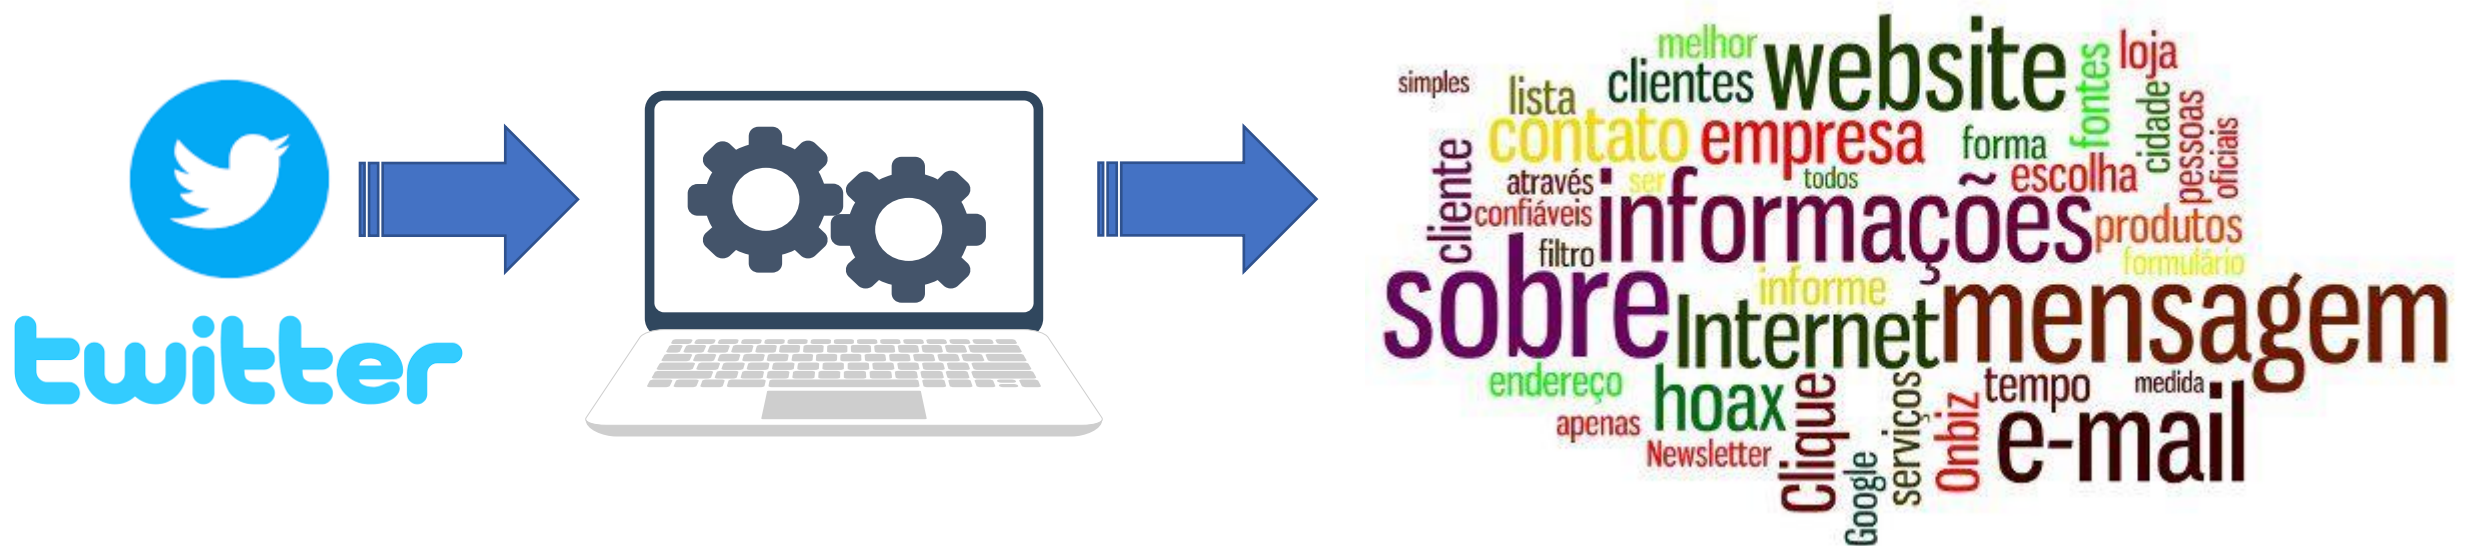 twitter
melhor
website
loja
simples
lista
clientes
fontes
cidade
pessoas
oficiais
contato
empresa
forma
cliente
através
ser
todos
escolha
confiáveis
informações
produtos
filtro
formulário
sobre
informe
Internet
mensagem
endereço
hoax
Clique
serviços
tempo
medida
apenas
Onbiz
e-mail
Newsletter
Google